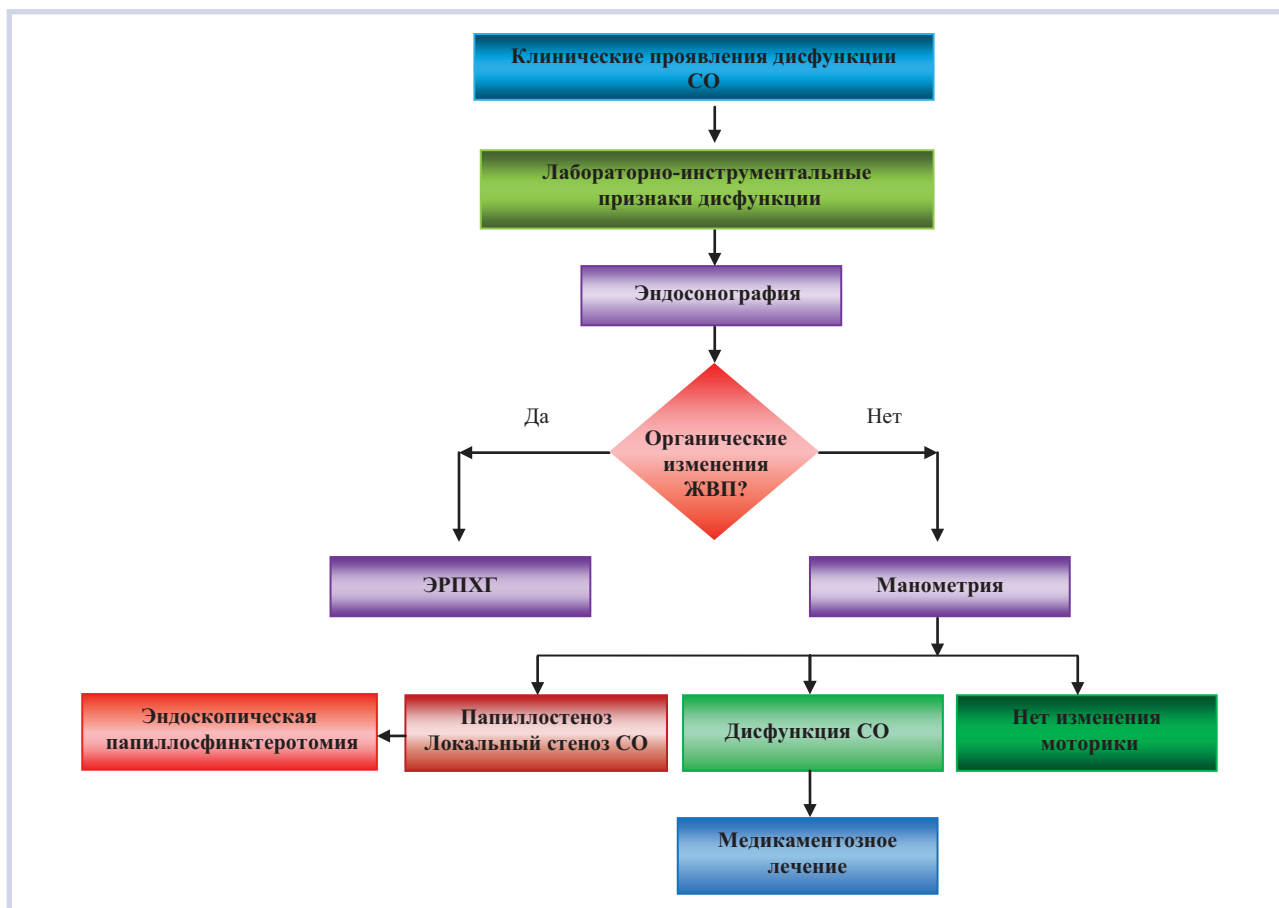 Клинические проявления дисфункции
СО
Лабораторно-инструментальные
признаки дисфункции
Эндосонография
Да
Нет
Органические
изменения
ЖВП?
ЭРПХГ
Манометрия
Эндоскопическая
папиллосфинктеротомия
Папиллостеноз
Локальный стеноз СО
Дисфункция СО
Нет изменения
моторики
Медикаментозное
лечение